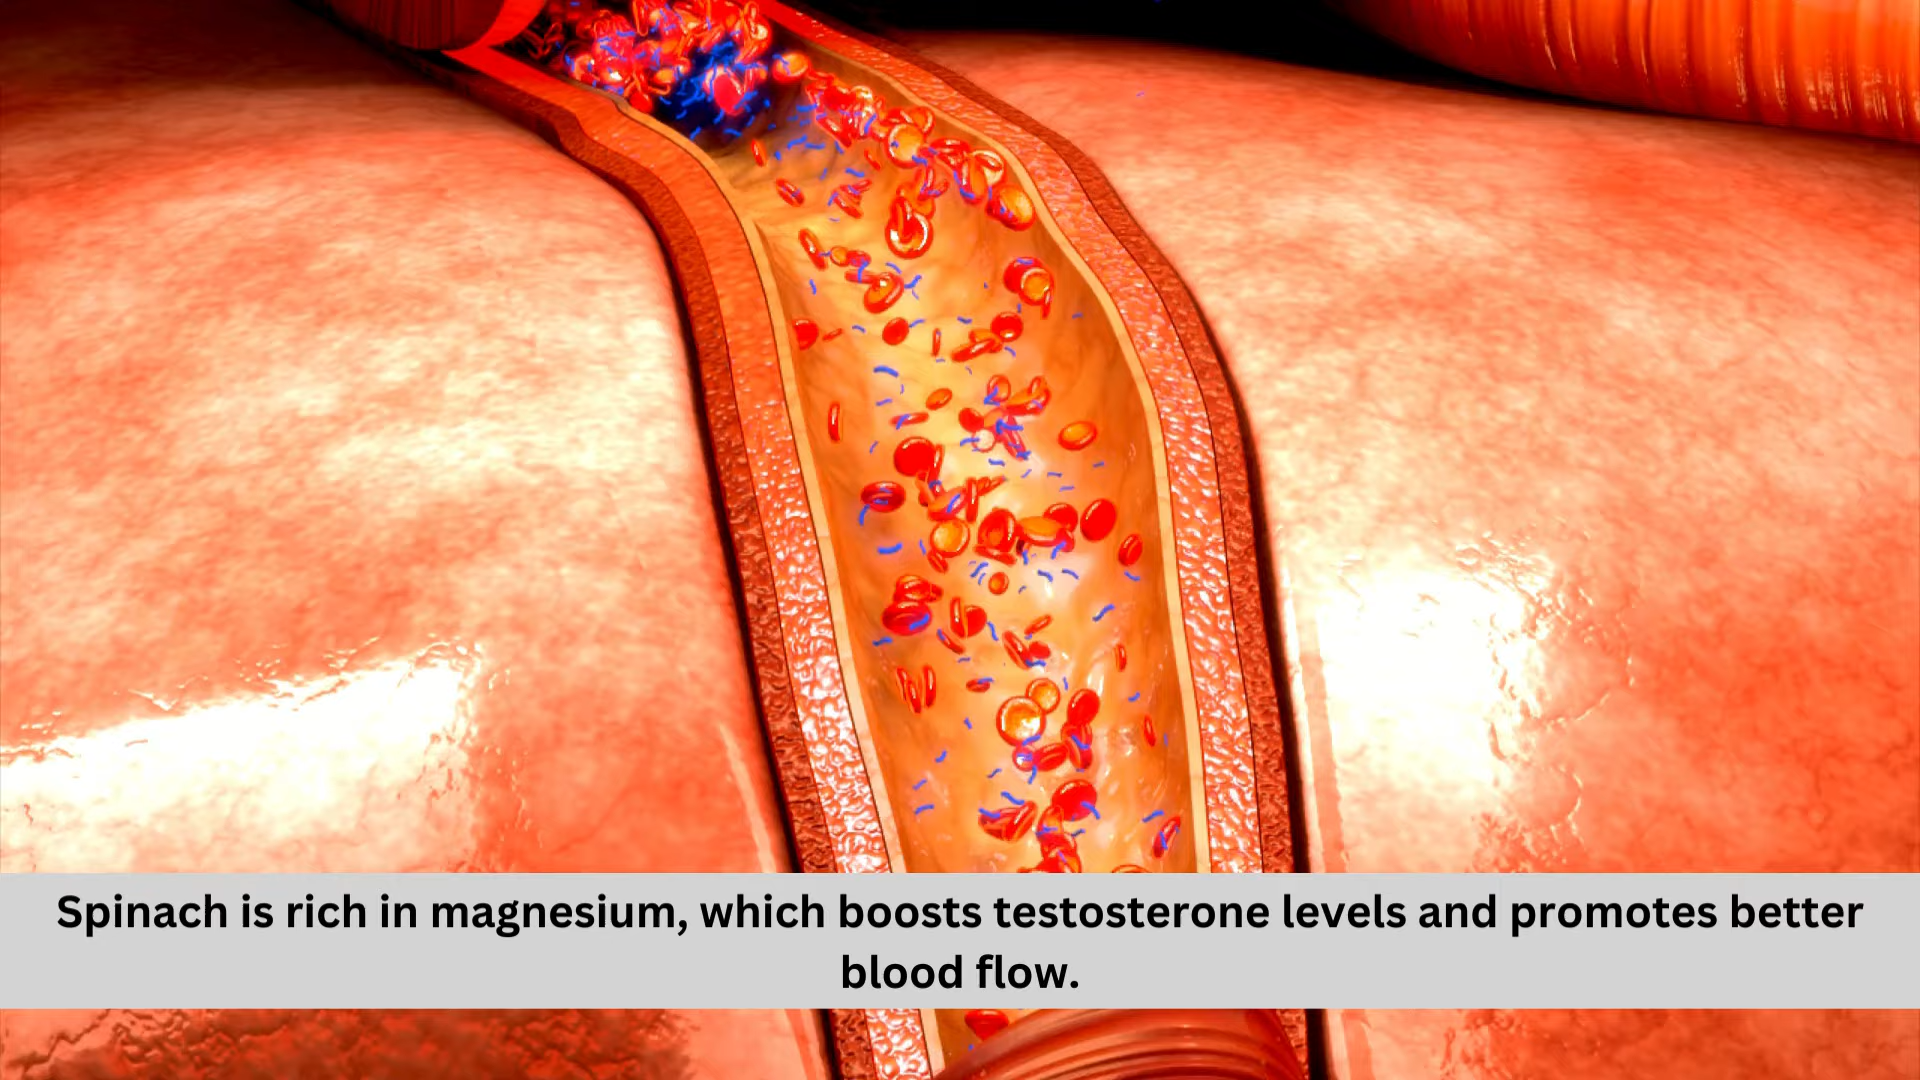 Spinach is rich in magnesium, which boosts testosterone levels and promotes better
blood flow.